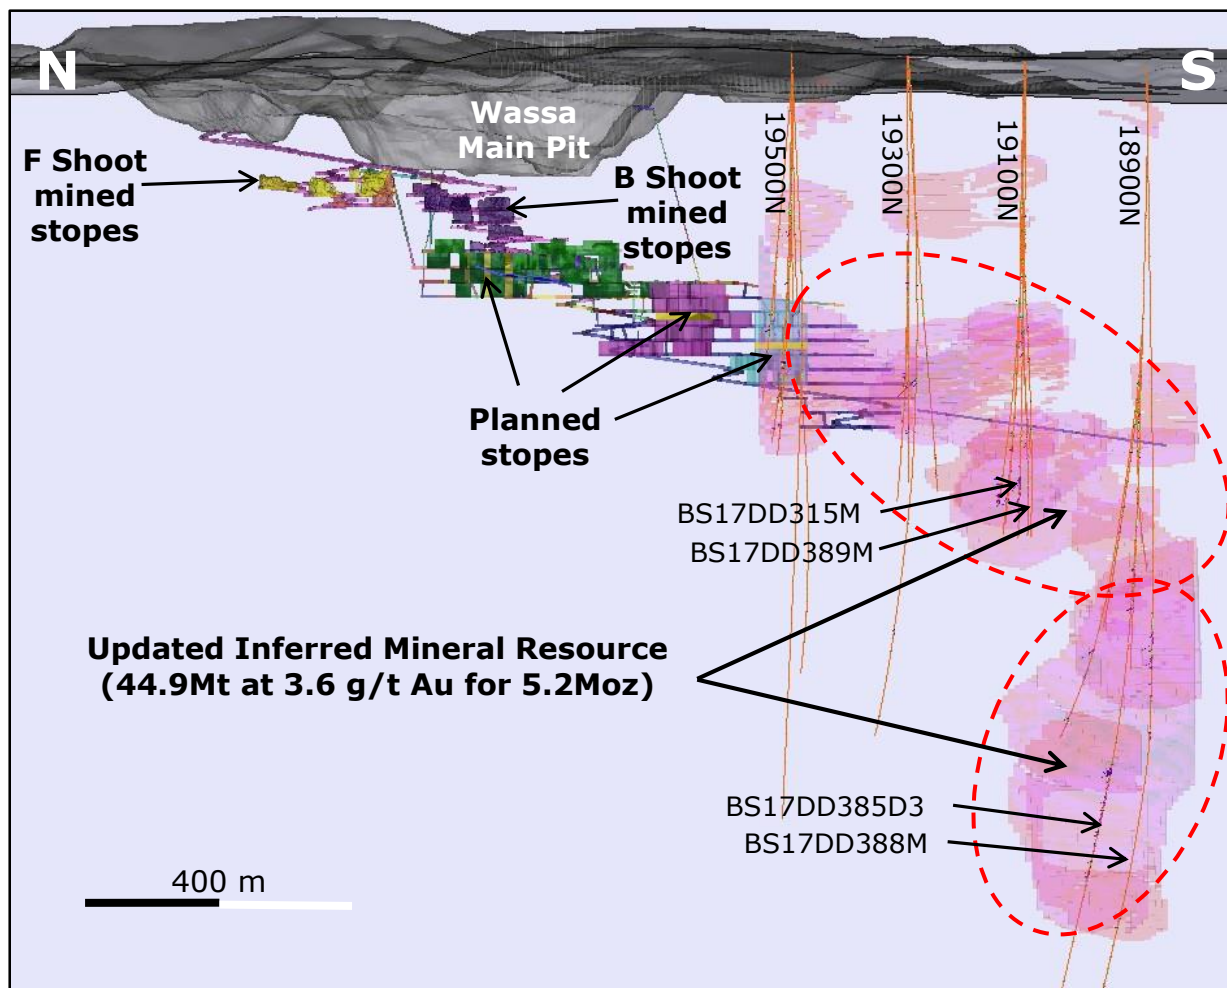 N
S
Wassa
Main Pit
F Shoot
mined
stopes
B Shoot
mined
stopes
19500N
19300N
19100N
18900N
Planned
stopes
BS17DD315M
BS17DD389M
Updated Inferred Mineral Resource
(44.9Mt at 3.6 g/t Au for 5.2Moz)
BS17DD385D3
BS17DD388M
400 m